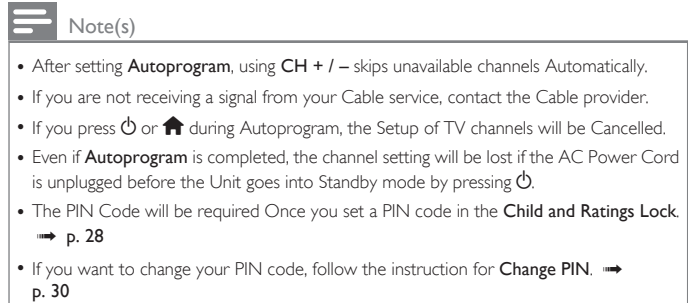 Note(s)
• After setting Autoprogram, using CH + / − skips unavailable channels Automatically.
• If you are not receiving a signal from your Cable service, contact the Cable provider.
• If you press ⏻ or 🏠 during Autoprogram, the Setup of TV channels will be Cancelled.
• Even if Autoprogram is completed, the channel setting will be lost if the AC Power Cord
is unplugged before the Unit goes into Standby mode by pressing ⏻.
• The PIN Code will be required Once you set a PIN code in the Child and Ratings Lock.
➟ p. 28
• If you want to change your PIN code, follow the instruction for Change PIN. ➟
p. 30